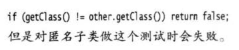 if (getClass() != other.getClass()) return false;
但是对匿名子类做这个测试时会失败。